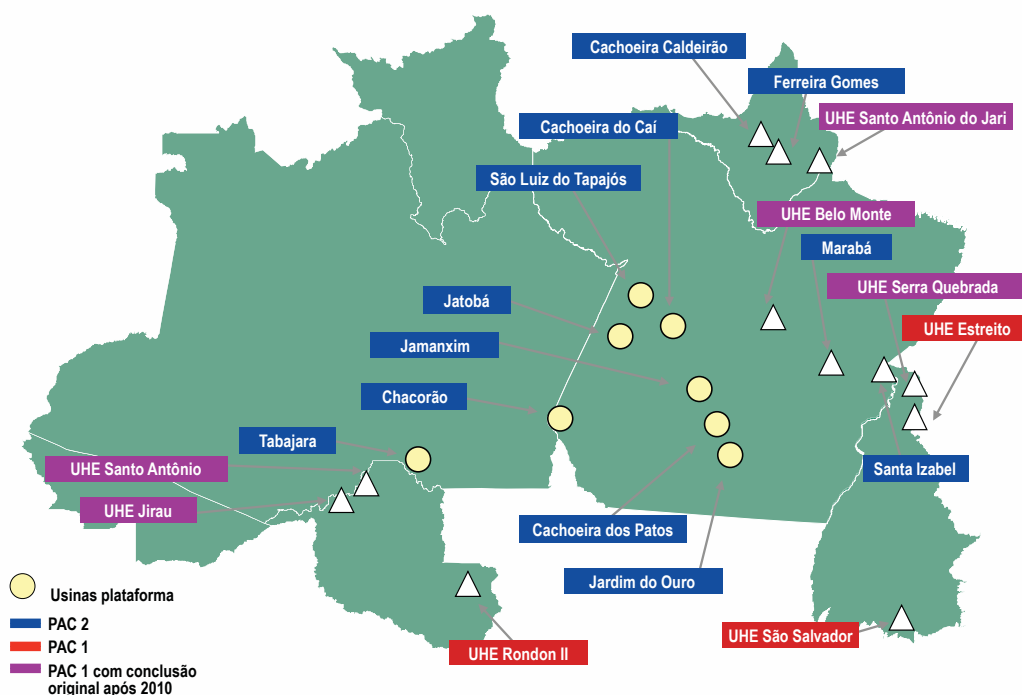 Cachoeira Caldeirão
Ferreira Gomes
UHE Santo Antônio do Jari
Cachoeira do Caí
São Luiz do Tapajós
UHE Belo Monte
Marabá
UHE Serra Quebrada
Jatobá
UHE Estreito
Jamanxim
Chacorão
Tabajara
UHE Santo Antônio
Santa Izabel
UHE Jirau
Cachoeira dos Patos
Jardim do Ouro
Usinas plataforma
PAC 2
UHE São Salvador
PAC 1
UHE Rondon II
PAC 1 com conclusão
original após 2010